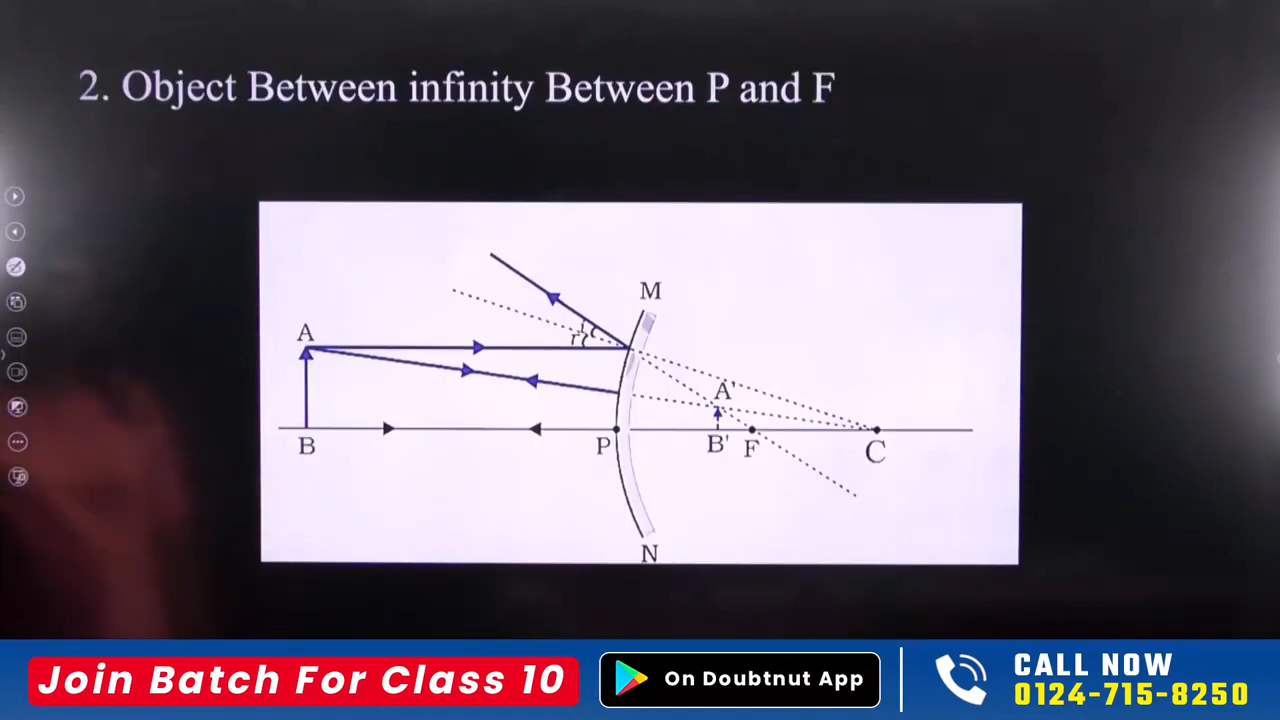 2. Object Between infinity Between P and F
M
A
i
r
A'
B
P
B'
F
C
N
Join Batch For Class 10
On Doubtnut App
CALL NOW
0124-715-8250